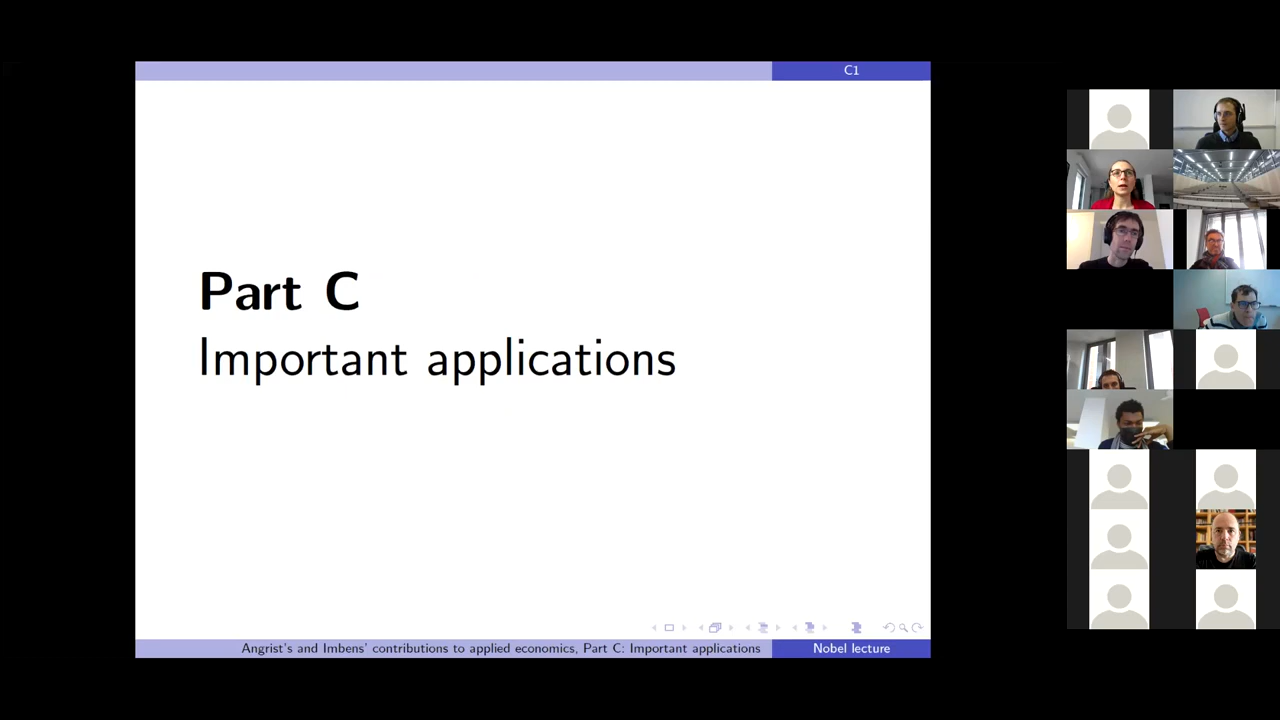 C1
Part C
Important applications
Angrist's and Imbens' contributions to applied economics, Part C: Important applications
Nobel lecture